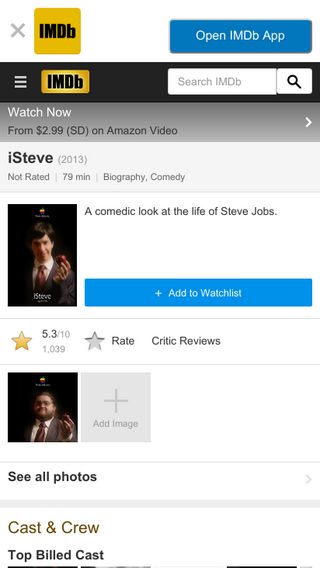 IMDb
Open IMDb App
IMDb
Search IMDb
Watch Now
From $2.99 (SD) on Amazon Video
iSteve (2013)
Not Rated | 79 min | Biography, Comedy
A comedic look at the life of Steve Jobs.
iSteve
+ Add to Watchlist
5.3/10
1,039
Rate
Critic Reviews
Add Image
See all photos
Cast & Crew
Top Billed Cast